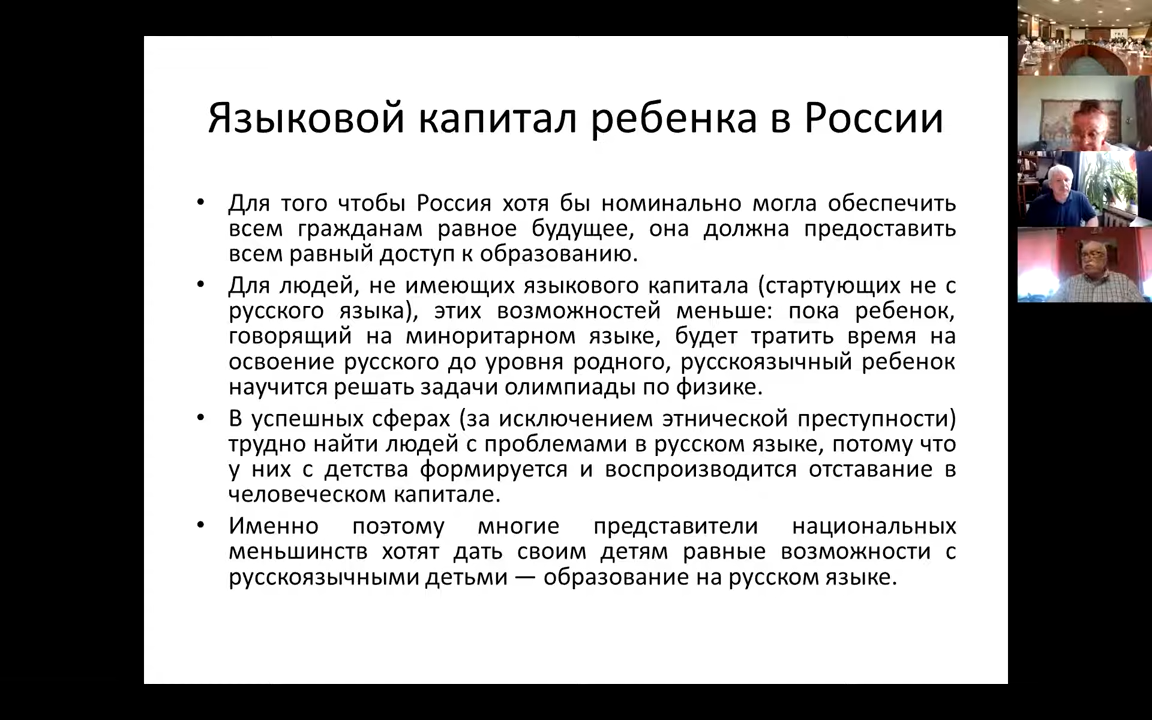 Языковой капитал ребенка в России
• Для того чтобы Россия хотя бы номинально могла обеспечить
всем гражданам равное будущее, она должна предоставить
всем равный доступ к образованию.
• Для людей, не имеющих языкового капитала (стартующих не с
русского языка), этих возможностей меньше: пока ребенок,
говорящий на миноритарном языке, будет тратить время на
освоение русского до уровня родного, русскоязычный ребенок
научится решать задачи олимпиады по физике.
• В успешных сферах (за исключением этнической преступности)
трудно найти людей с проблемами в русском языке, потому что
у них с детства формируется и воспроизводится отставание в
человеческом капитале.
• Именно поэтому многие представители национальных
меньшинств хотят дать своим детям равные возможности с
русскоязычными детьми — образование на русском языке.